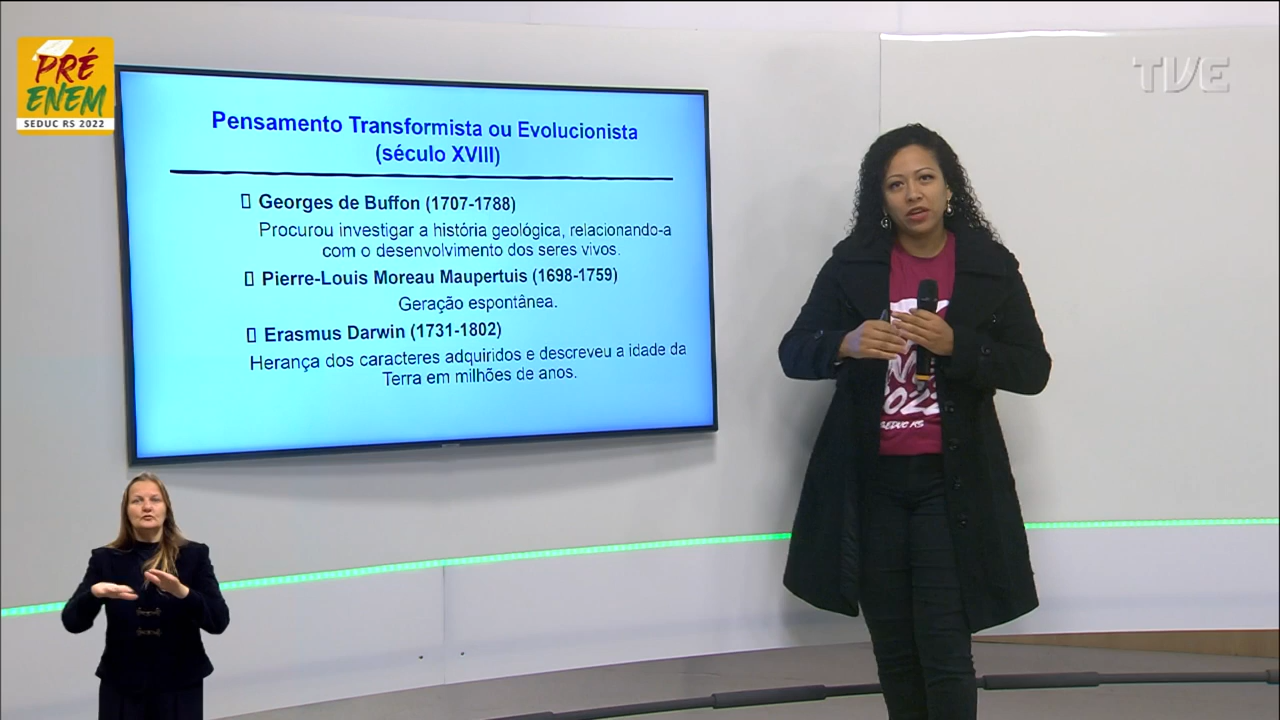 PRÉ
ENEM
SEDUC RS 2022
TVE
Pensamento Transformista ou Evolucionista
(século XVIII)
Georges de Buffon (1707-1788)
Procurou investigar a história geológica, relacionando-a
com o desenvolvimento dos seres vivos.
Pierre-Louis Moreau Maupertuis (1698-1759)
Geração espontânea.
Erasmus Darwin (1731-1802)
Herança dos caracteres adquiridos e descreveu a idade da
Terra em milhões de anos.
SEDUC RS